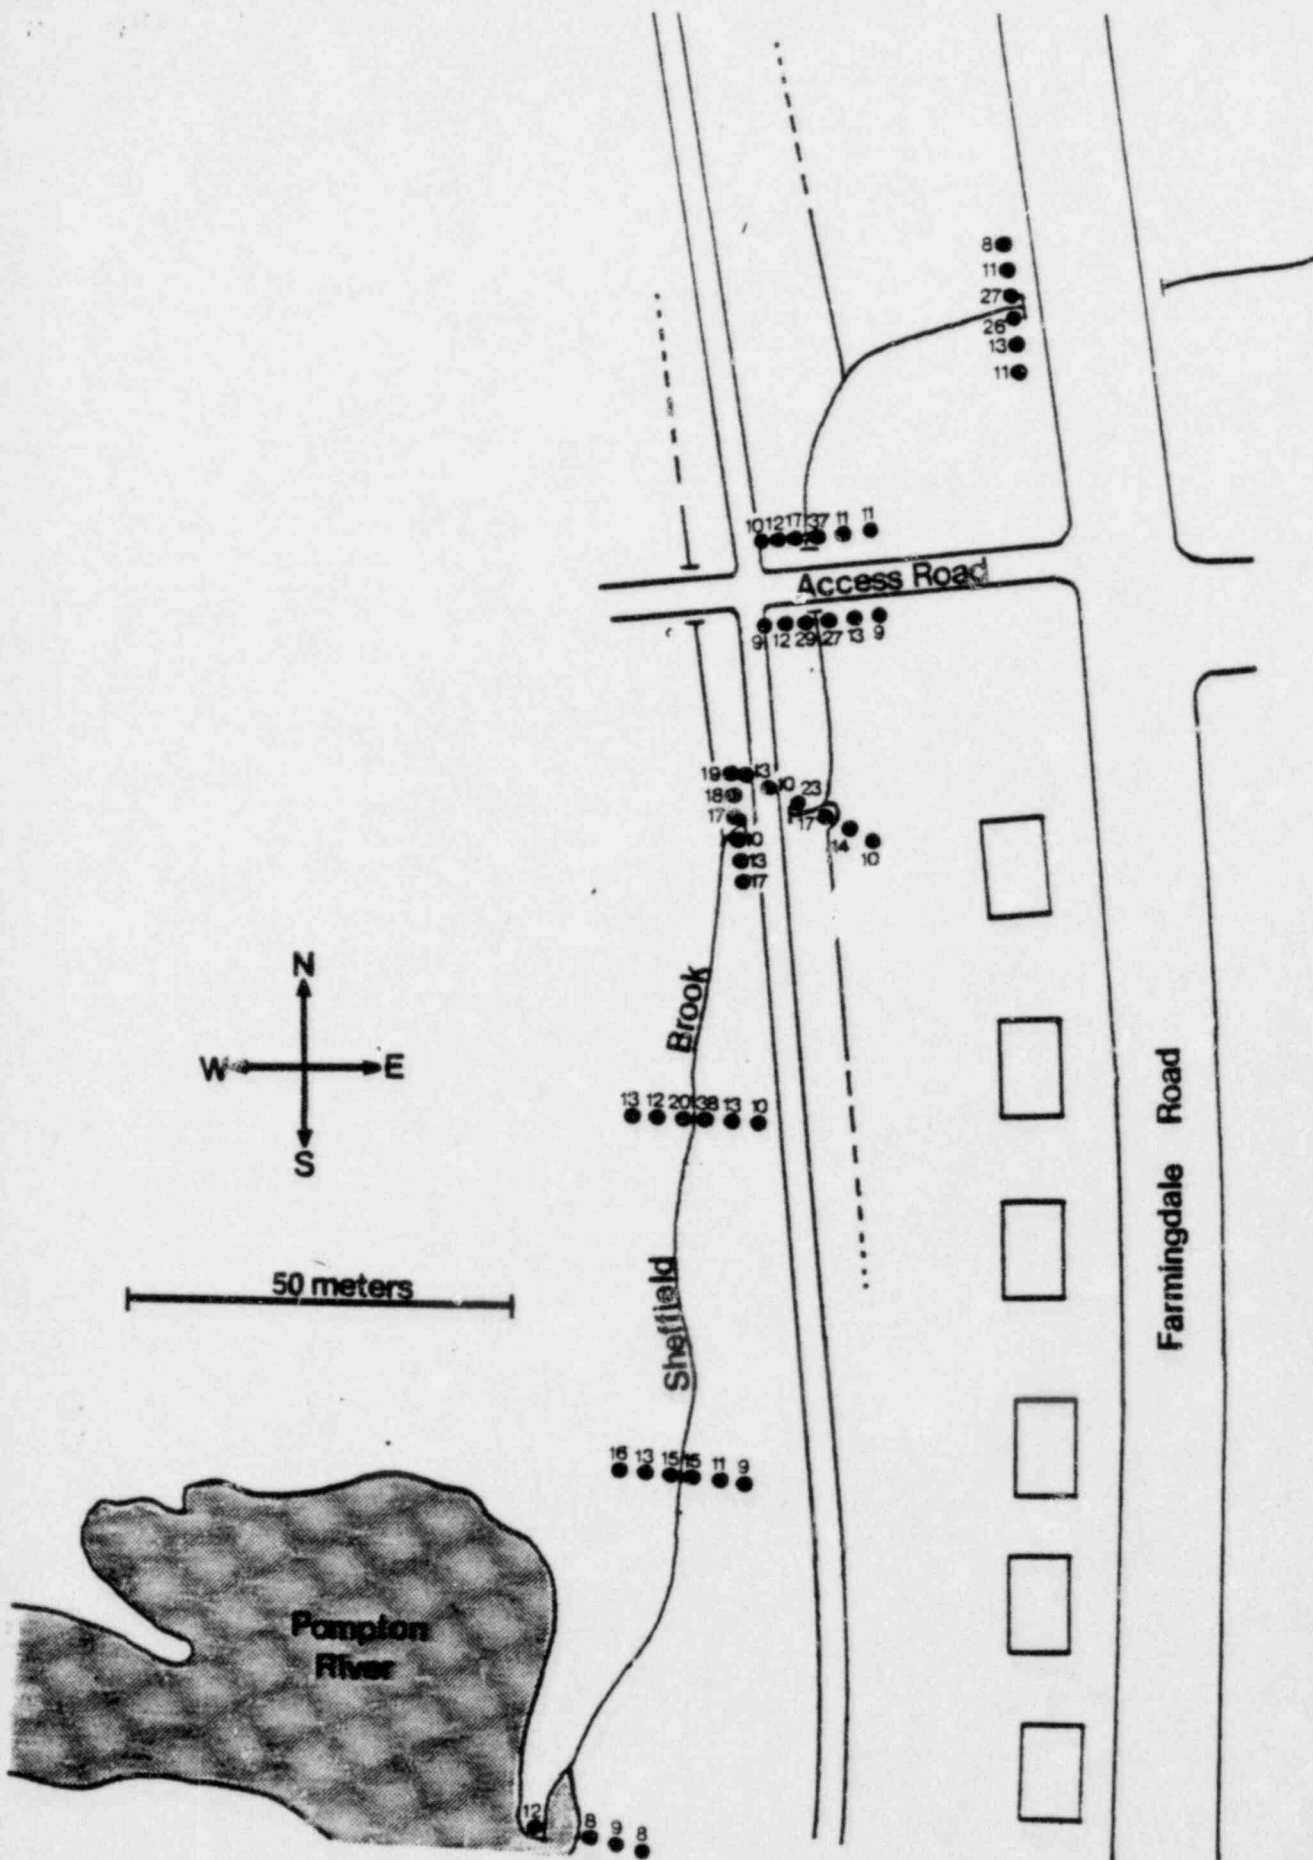 8
11
27
26
13
11
10 12 17 37 11 11
Access Road
9 12 29 27 13 9
19 13
10 23
18
17 17
10 14 10
13
17
N
W E
S
Brook
13 12 20 38 13 10
Farmingdale Road
50 meters
Sheffield
16 13 15 15 11 9
Pompton
River
12 8 9 8